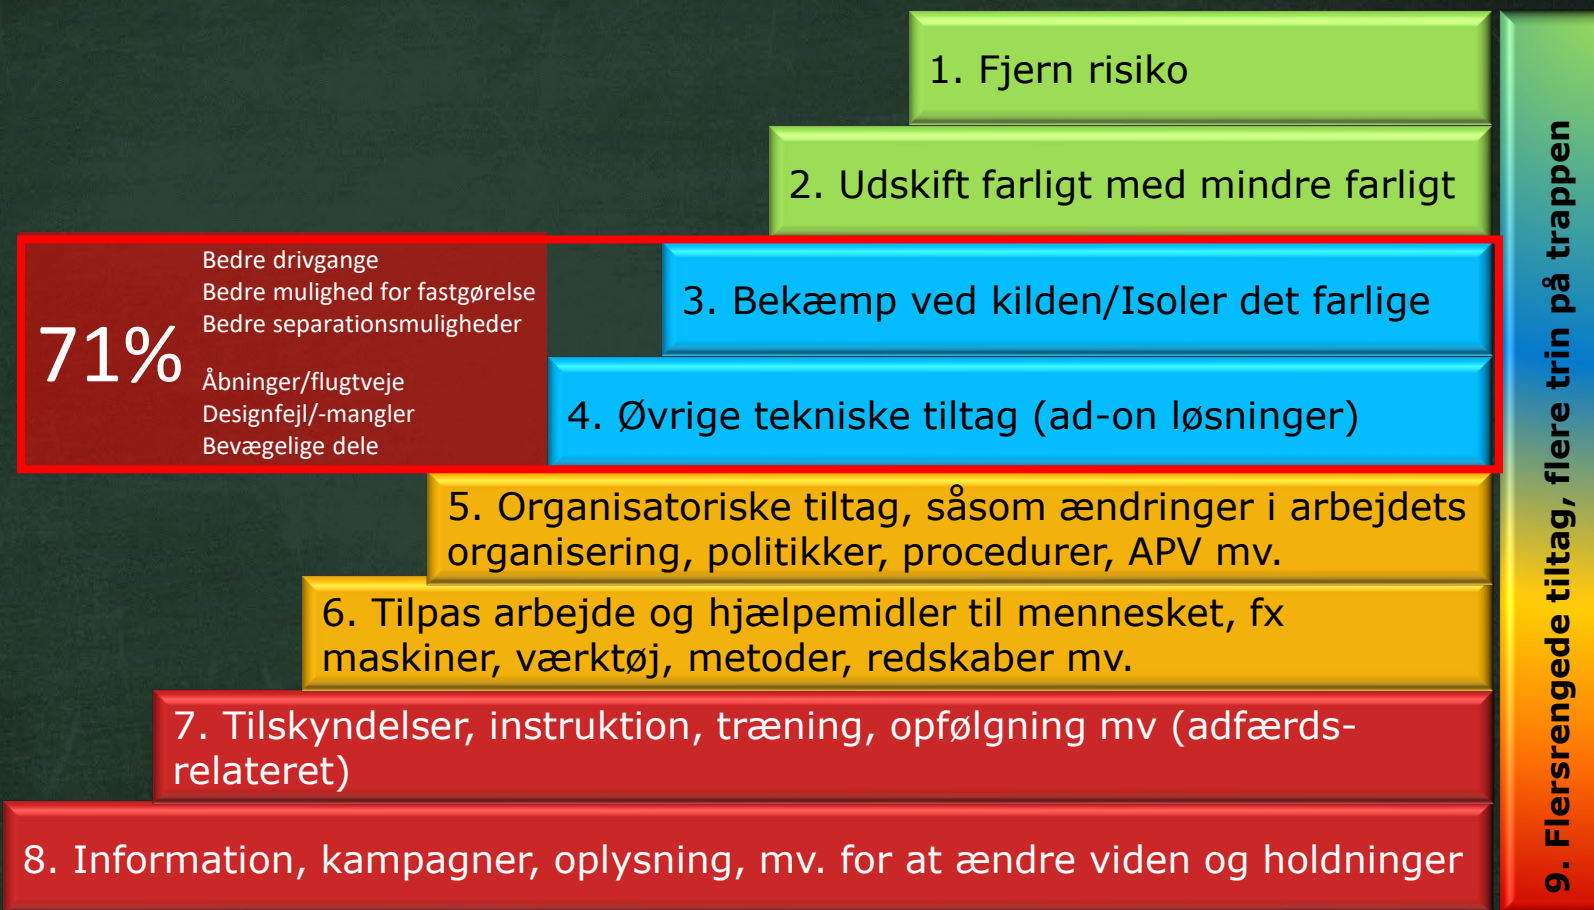 1. Fjern risiko
2. Udskift farligt med mindre farligt
71%
Bedre drivgange
Bedre mulighed for fastgørelse
Bedre separationsmuligheder
Åbninger/flugtveje
Designfejl/-mangler
Bevægelige dele
3. Bekæmp ved kilden/Isoler det farlige
4. Øvrige tekniske tiltag (ad-on løsninger)
5. Organisatoriske tiltag, såsom ændringer i arbejdets
organisering, politikker, procedurer, APV mv.
6. Tilpas arbejde og hjælpemidler til mennesket, fx
maskiner, værktøj, metoder, redskaber mv.
7. Tilskyndelser, instruktion, træning, opfølgning mv (adfærds-
relateret)
8. Information, kampagner, oplysning, mv. for at ændre viden og holdninger
9. Flersrengede tiltag, flere trin på trappen